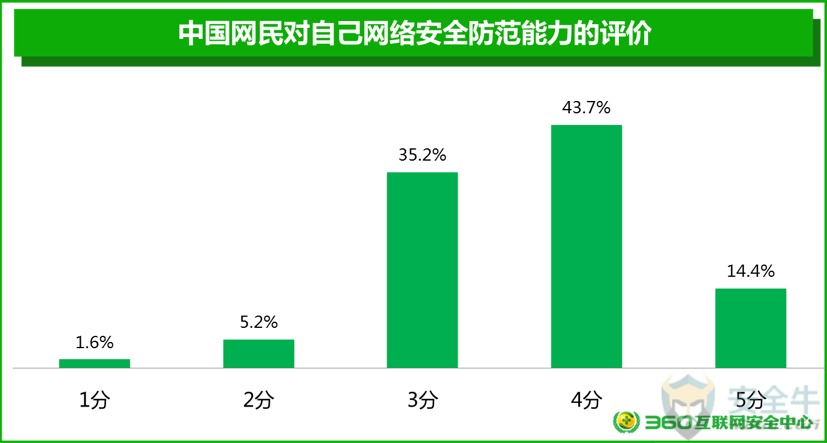 中国网民对自己网络安全防范能力的评价
43.7%
35.2%
14.4%
5.2%
1.6%
1分 2分 3分 4分 5分
安全牛
360互联网安全中心